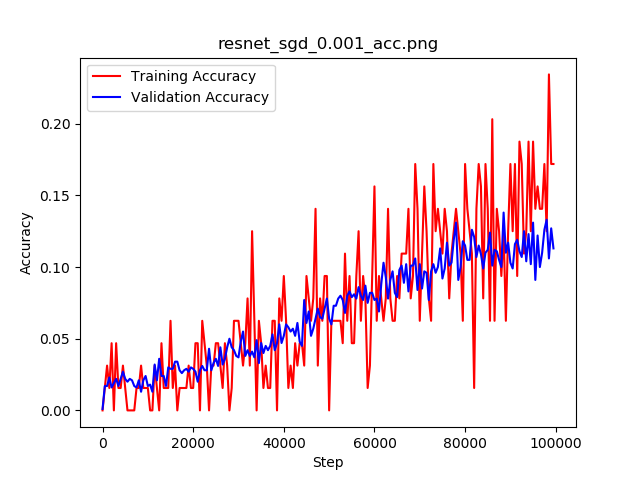 resnet_sgd_0.001_acc.png
Training Accuracy
Validation Accuracy
0.20
0.15
0.10
0.05
0.00
Accuracy
0
20000
40000
60000
80000
100000
Step